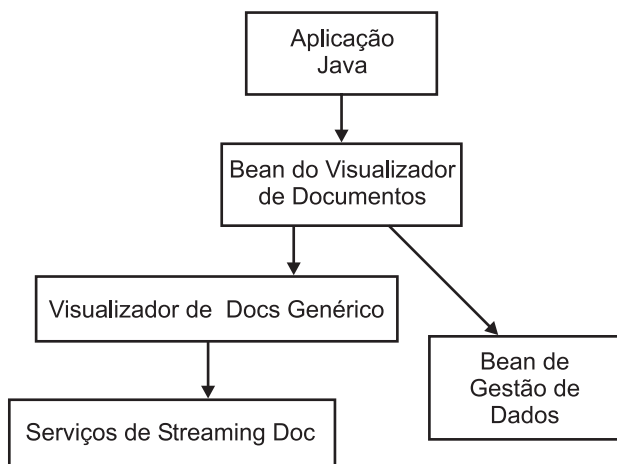 Aplicação
Java
Bean do Visualizador
de Documentos
Visualizador de Docs Genérico
Bean de
Gestão de
Dados
Serviços de Streaming Doc